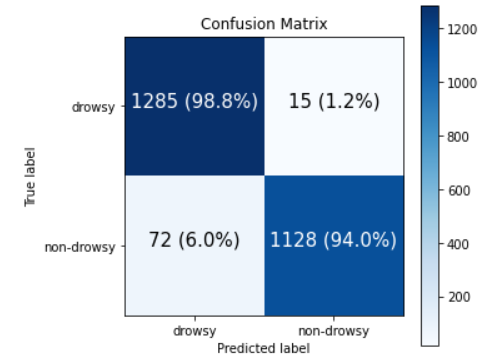 Confusion Matrix
1285 (98.8%) 15 (1.2%)
72 (6.0%) 1128 (94.0%)
drowsy
non-drowsy
True label
drowsy non-drowsy
Predicted label
1200
1000
800
600
400
200